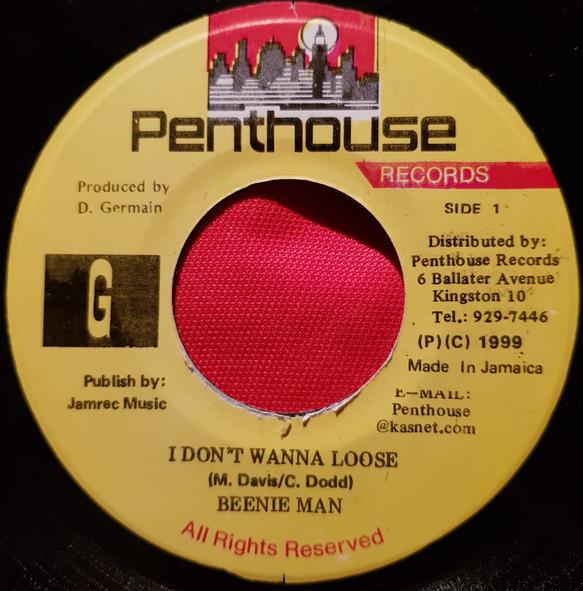 Penthouse
RECORDS
Produced by
D. Germain
SIDE 1
G
Distributed by:
Penthouse Records
6 Ballater Avenue
Kingston 10
Tel.: 929-7446
(P)(C) 1999
Made In Jamaica
Publish by:
Jamrec Music
E-MAIL:
Penthouse
@kasnet.com
I DON'T WANNA LOOSE
(M. Davis/C. Dodd)
BEENIE MAN
All Rights Reserved